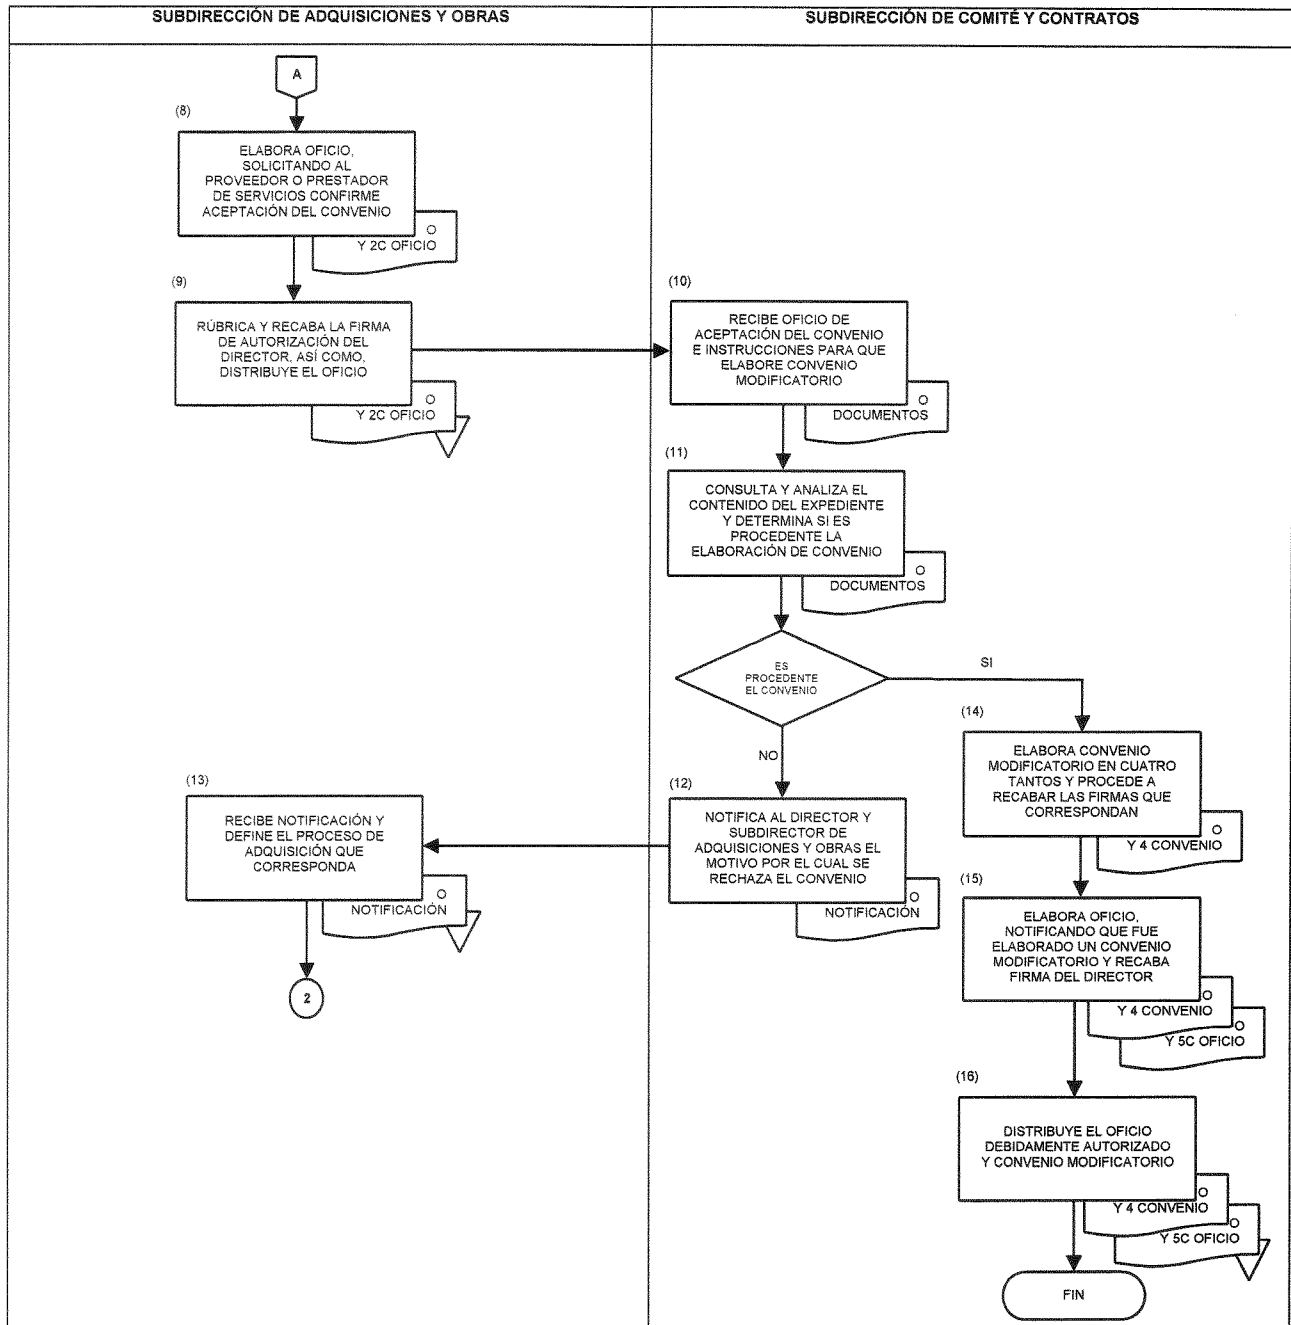 SUBDIRECCIÓN DE ADQUISICIONES Y OBRAS
SUBDIRECCIÓN DE COMITÉ Y CONTRATOS
A
(8)
ELABORA OFICIO,
SOLICITANDO AL
PROVEEDOR O PRESTADOR
DE SERVICIOS CONFIRME
ACEPTACIÓN DEL CONVENIO
O
Y 2C OFICIO
(9)
RÚBRICA Y RECABA LA FIRMA
DE AUTORIZACIÓN DEL
DIRECTOR, ASÍ COMO,
DISTRIBUYE EL OFICIO
O
Y 2C OFICIO
(10)
RECIBE OFICIO DE
ACEPTACIÓN DEL CONVENIO
E INSTRUCCIONES PARA QUE
ELABORE CONVENIO
MODIFICATORIO
O
DOCUMENTOS
(11)
CONSULTA Y ANALIZA EL
CONTENIDO DEL EXPEDIENTE
Y DETERMINA SI ES
PROCEDENTE LA
ELABORACIÓN DE CONVENIO
O
DOCUMENTOS
ES
PROCEDENTE
EL CONVENIO
SI
NO
(12)
NOTIFICA AL DIRECTOR Y
SUBDIRECTOR DE
ADQUISICIONES Y OBRAS EL
MOTIVO POR EL CUAL SE
RECHAZA EL CONVENIO
O
NOTIFICACIÓN
(13)
RECIBE NOTIFICACIÓN Y
DEFINE EL PROCESO DE
ADQUISICIÓN QUE
CORRESPONDA
O
NOTIFICACIÓN
2
(14)
ELABORA CONVENIO
MODIFICATORIO EN CUATRO
TANTOS Y PROCEDE A
RECABAR LAS FIRMAS QUE
CORRESPONDAN
O
Y 4 CONVENIO
(15)
ELABORA OFICIO,
NOTIFICANDO QUE FUE
ELABORADO UN CONVENIO
MODIFICATORIO Y RECABA
FIRMA DEL DIRECTOR
O
Y 4 CONVENIO
O
Y 5C OFICIO
(16)
DISTRIBUYE EL OFICIO
DEBIDAMENTE AUTORIZADO
Y CONVENIO MODIFICATORIO
O
Y 4 CONVENIO
O
Y 5C OFICIO
FIN